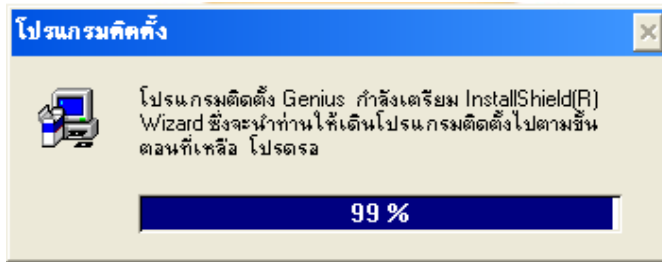 โปรแกรมติดตั้ง
โปรแกรมติดตั้ง Genius กำลังเตรียม InstallShield(R)
Wizard ซึ่งจะนำท่านให้เดินโปรแกรมติดตั้งไปตามขั้น
ตอนที่เหลือ โปรดรอ
99 %